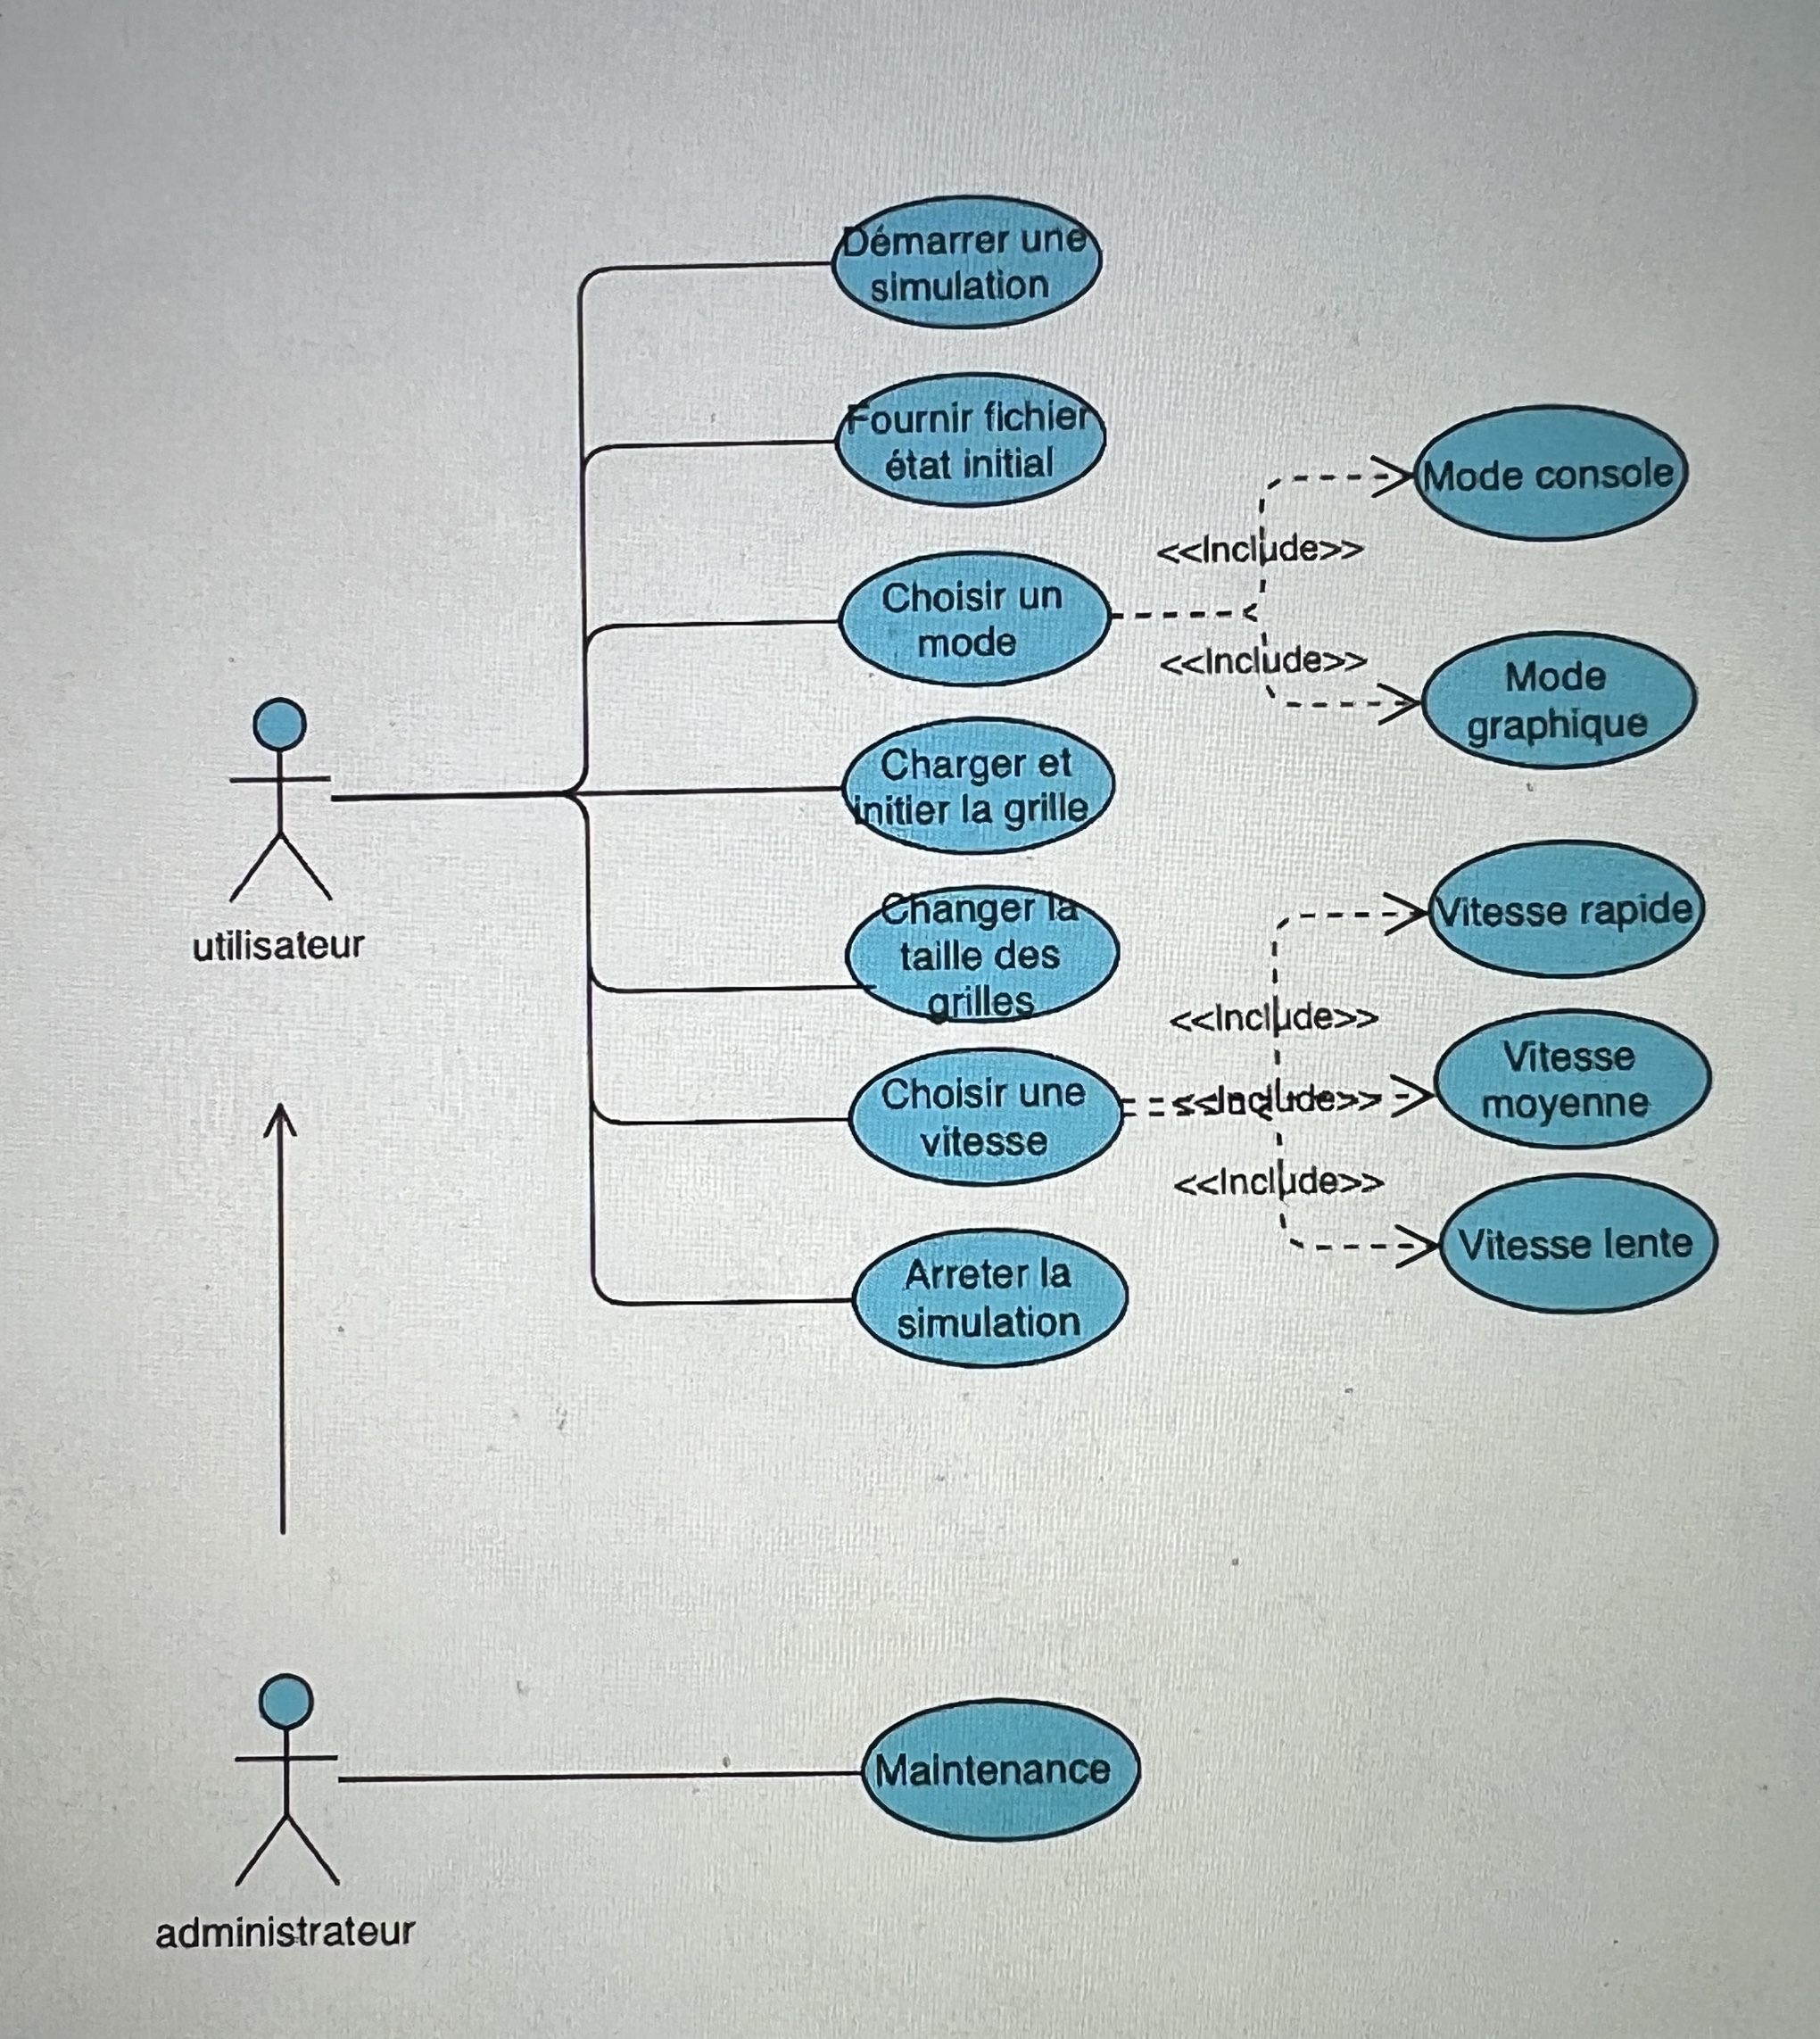 Démarrer une
simulation
Fournir fichier
état initial
Mode console
<<Include>>
Choisir un
mode
<<Include>>
Mode
graphique
Charger et
initier la grille
utilisateur
Changer la
taille des
grilles
Vitesse rapide
<<Include>>
Choisir une
vitesse
<<Include>>
Vitesse
moyenne
<<Include>>
Vitesse lente
Arreter la
simulation
Maintenance
administrateur